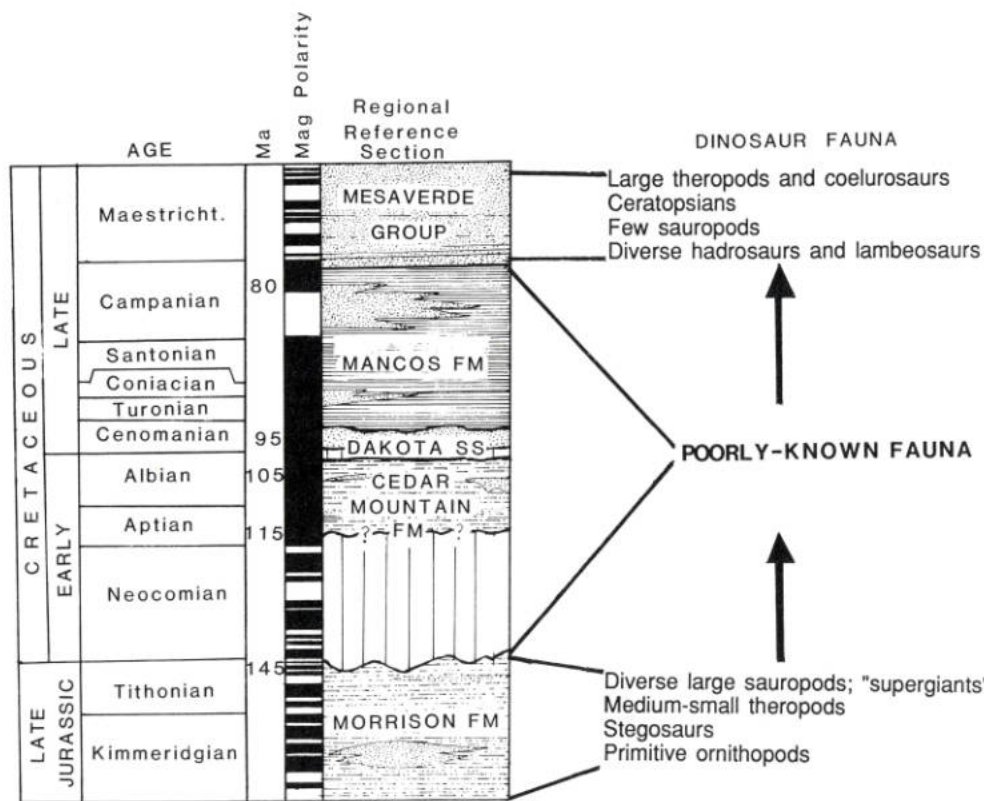 AGE
Ma
Mag Polarity
Regional
Reference
Section
DINOSAUR FAUNA
CRETACEOUS
LATE
EARLY
LATE
JURASSIC
Maestricht.
Campanian
Santonian
Coniacian
Turonian
Cenomanian
Albian
Aptian
Neocomian
Tithonian
Kimmeridgian
80
95
105
115
145
MESAVERDE
GROUP
MANCOS FM
DAKOTA SS
CEDAR
MOUNTAIN
? FM ?
MORRISON FM
Large theropods and coelurosaurs
Ceratopsians
Few sauropods
Diverse hadrosaurs and lambeosaurs
POORLY-KNOWN FAUNA
Diverse large sauropods; "supergiants"
Medium-small theropods
Stegosaurs
Primitive ornithopods